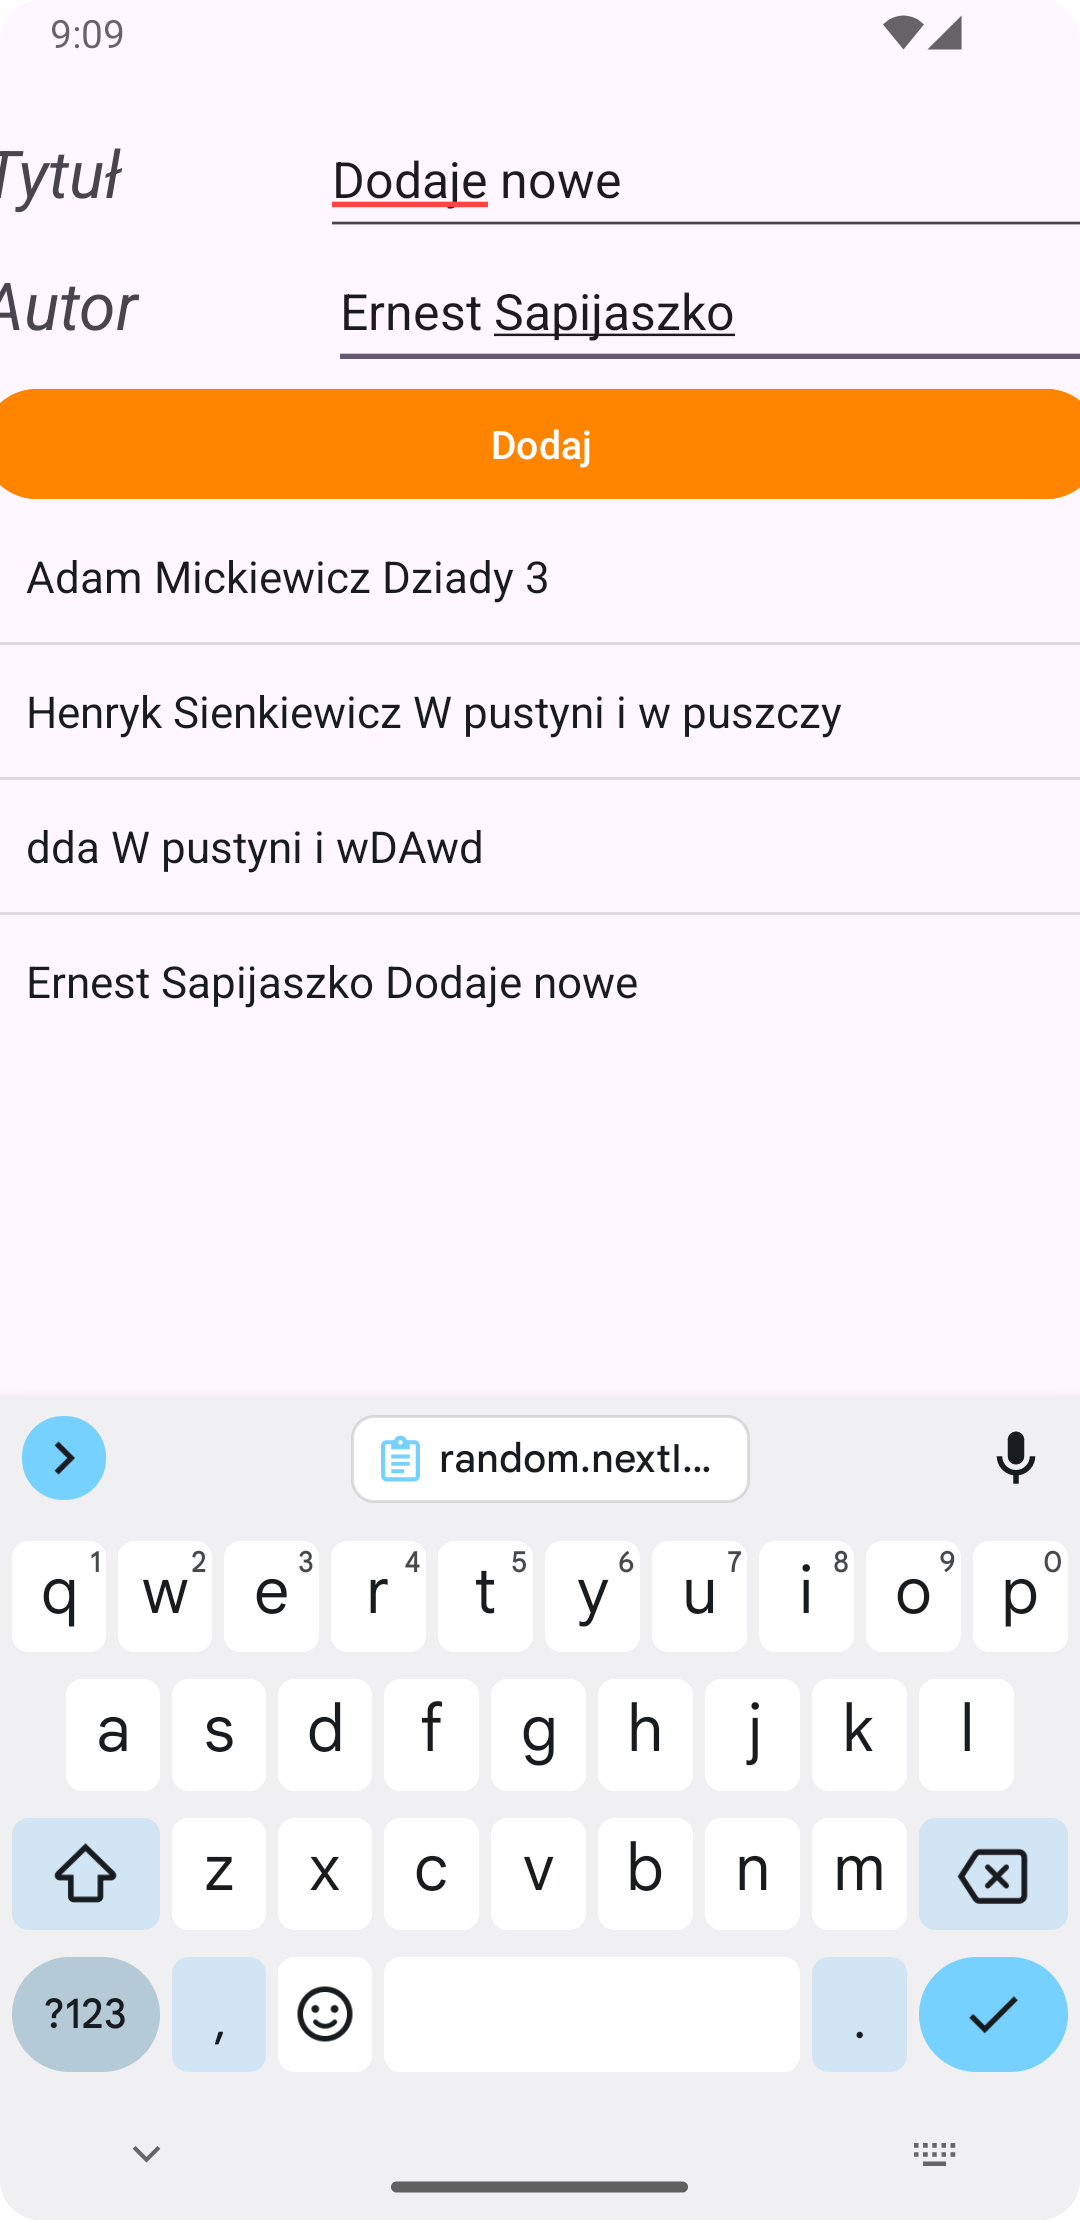 9:09
Tytuł
Dodaje nowe
Autor
Ernest Sapijaszko
Dodaj
Adam Mickiewicz Dziady 3
Henryk Sienkiewicz W pustyni i w puszczy
dda W pustyni i wDAwd
Ernest Sapijaszko Dodaje nowe
random.nextI...
q 1 w 2 e 3 r 4 t 5 y 6 u 7 i 8 o 9 p 0
a s d f g h j k l
z x c v b n m
?123 , .